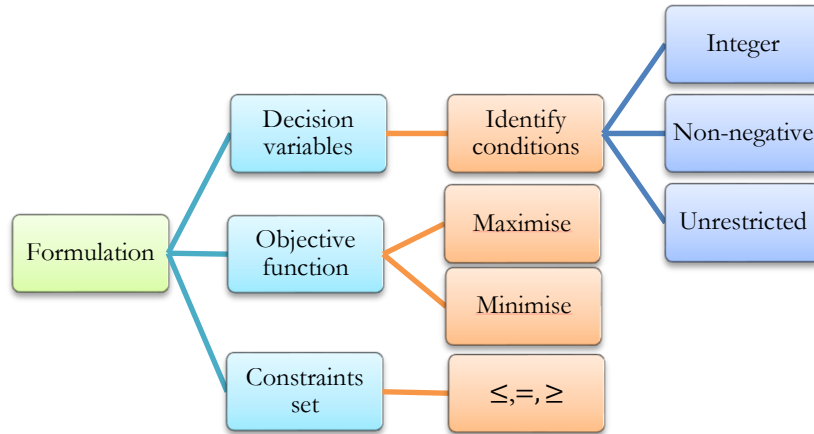 Formulation
Decision
variables
Identify
conditions
Integer
Non-negative
Unrestricted
Objective
function
Maximise
Minimise
Constraints
set
≤,=, ≥